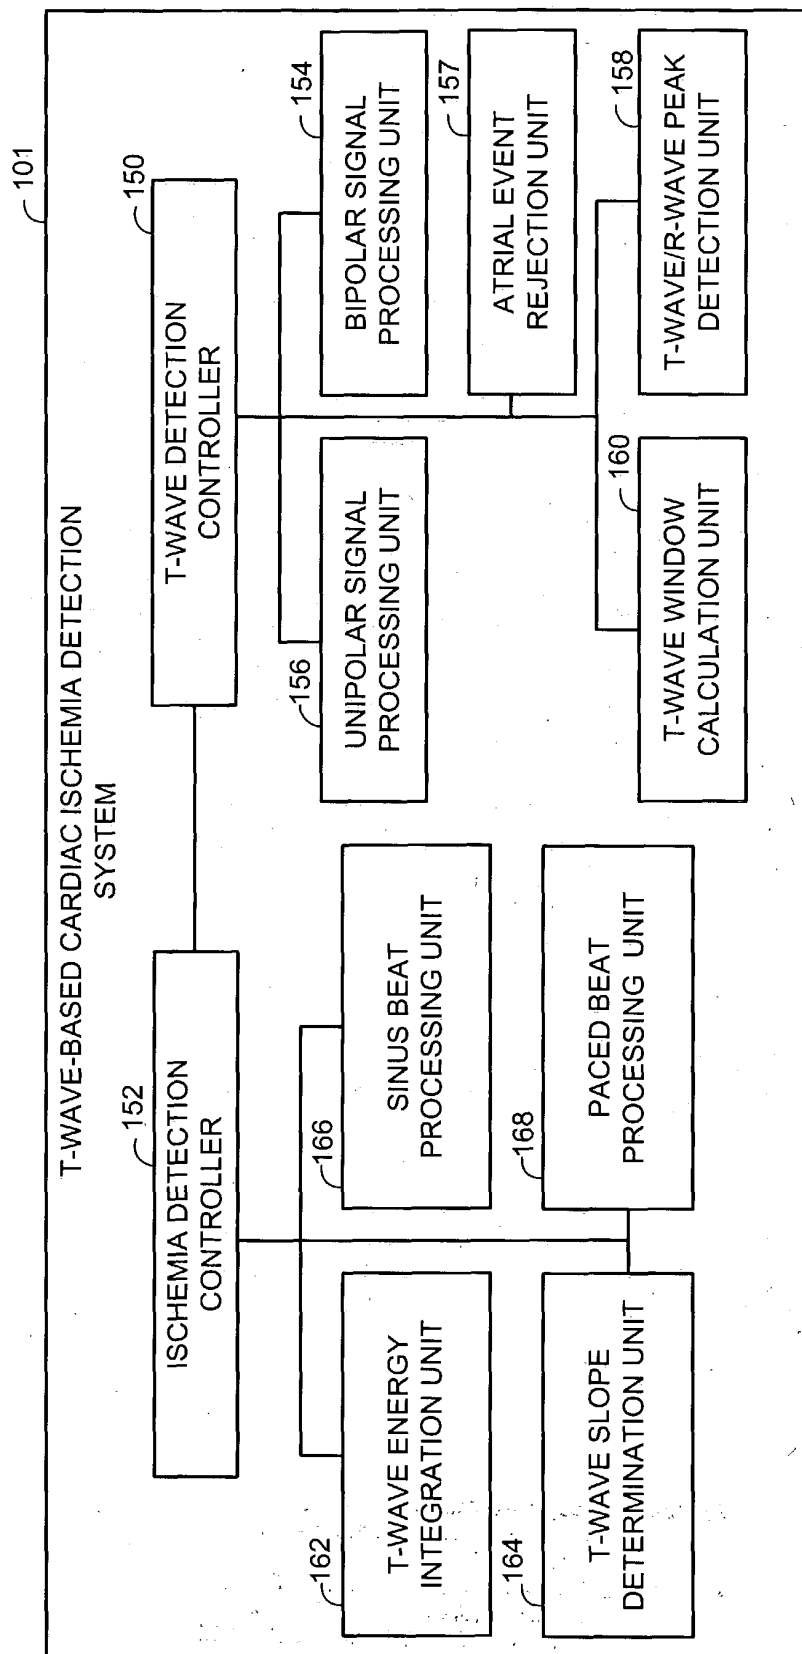 101
T-WAVE-BASED CARDIAC ISCHEMIA DETECTION
SYSTEM
152
ISCHEMIA DETECTION
CONTROLLER
150
T-WAVE DETECTION
CONTROLLER
162
T-WAVE ENERGY
INTEGRATION UNIT
166
SINUS BEAT
PROCESSING UNIT
156
UNIPOLAR SIGNAL
PROCESSING UNIT
154
BIPOLAR SIGNAL
PROCESSING UNIT
157
ATRIAL EVENT
REJECTION UNIT
164
T-WAVE SLOPE
DETERMINATION UNIT
168
PACED BEAT
PROCESSING UNIT
160
T-WAVE WINDOW
CALCULATION UNIT
158
T-WAVE/R-WAVE PEAK
DETECTION UNIT